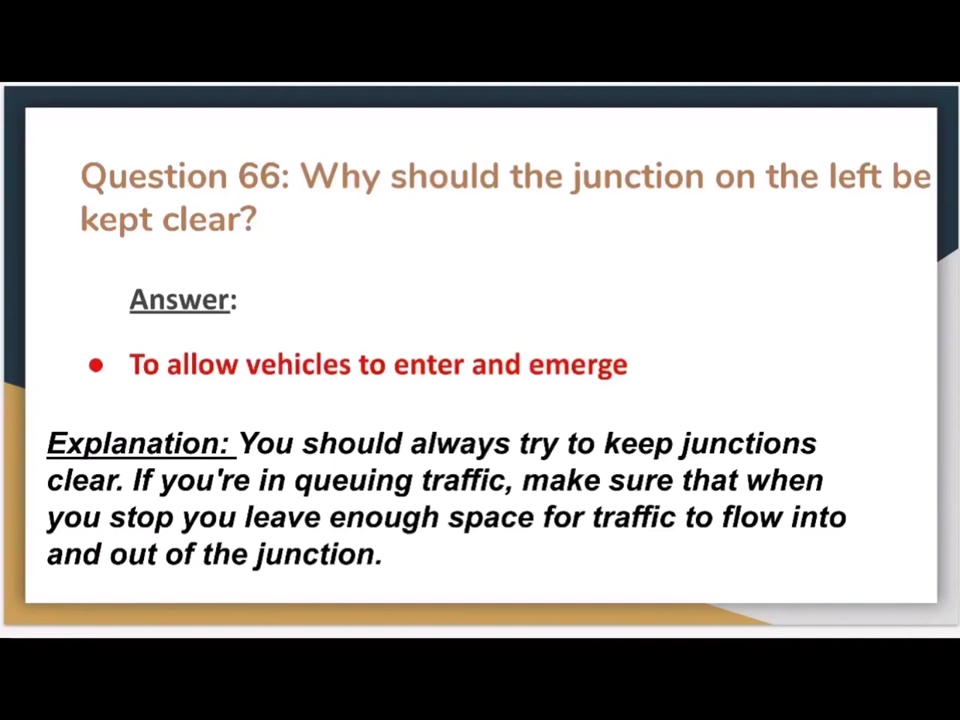 Question 66: Why should the junction on the left be
kept clear?
Answer:
● To allow vehicles to enter and emerge
Explanation: You should always try to keep junctions
clear. If you're in queuing traffic, make sure that when
you stop you leave enough space for traffic to flow into
and out of the junction.